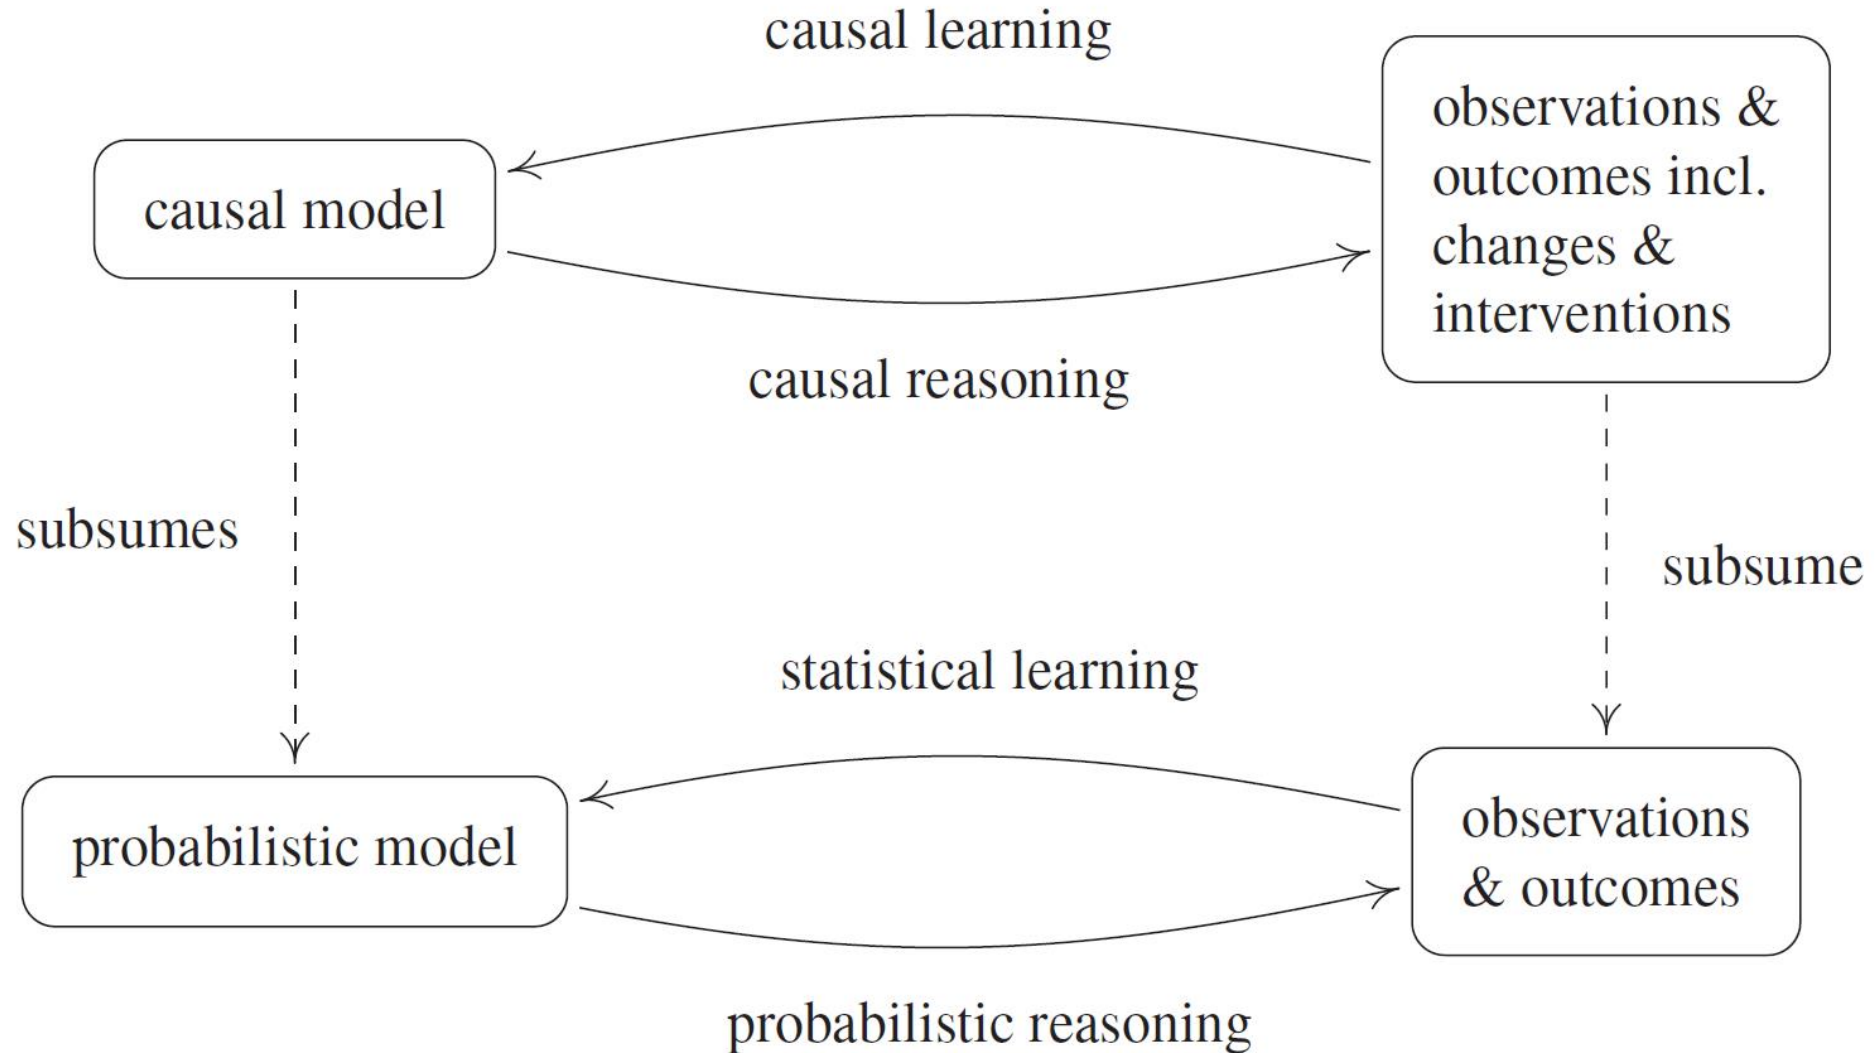 causal learning
causal model
observations &
outcomes incl.
changes &
interventions
causal reasoning
subsumes
subsume
statistical learning
probabilistic model
observations
& outcomes
probabilistic reasoning